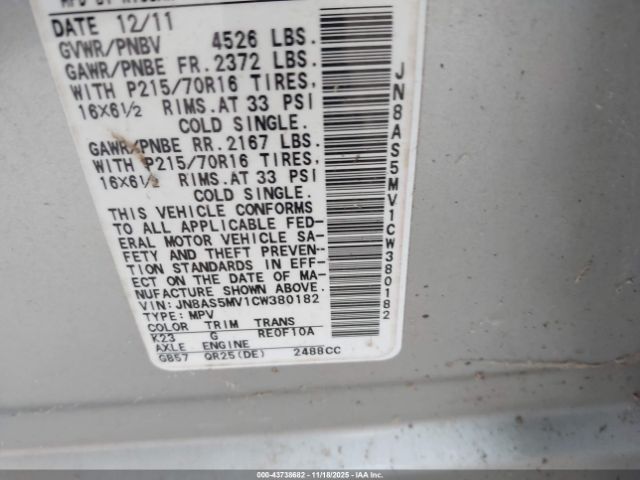 DATE 12/11
GVWR/PNBV 4526 LBS.
GAWR/PNBE FR. 2372 LBS.
WITH P215/70R16 TIRES,
16X6½ RIMS. AT 33 PSI
COLD SINGLE.
GAWR/PNBE RR. 2167 LBS.
WITH P215/70R16 TIRES,
16X6½ RIMS. AT 33 PSI
COLD SINGLE.
THIS VEHICLE CONFORMS
TO ALL APPLICABLE FED-
ERAL MOTOR VEHICLE SA-
FETY AND THEFT PREVEN-
TION STANDARDS IN EFF-
ECT ON THE DATE OF MA-
NUFACTURE SHOWN ABOVE.
VIN: JN8AS5MV1CW380182
TYPE: MPV
COLOR TRIM TRANS
K23 G RE0F10A
AXLE ENGINE
GB57 QR25(DE) 2488CC
JN8AS5MV1CW380182
000-43738682 - 11/18/2025 - IAAI.COM